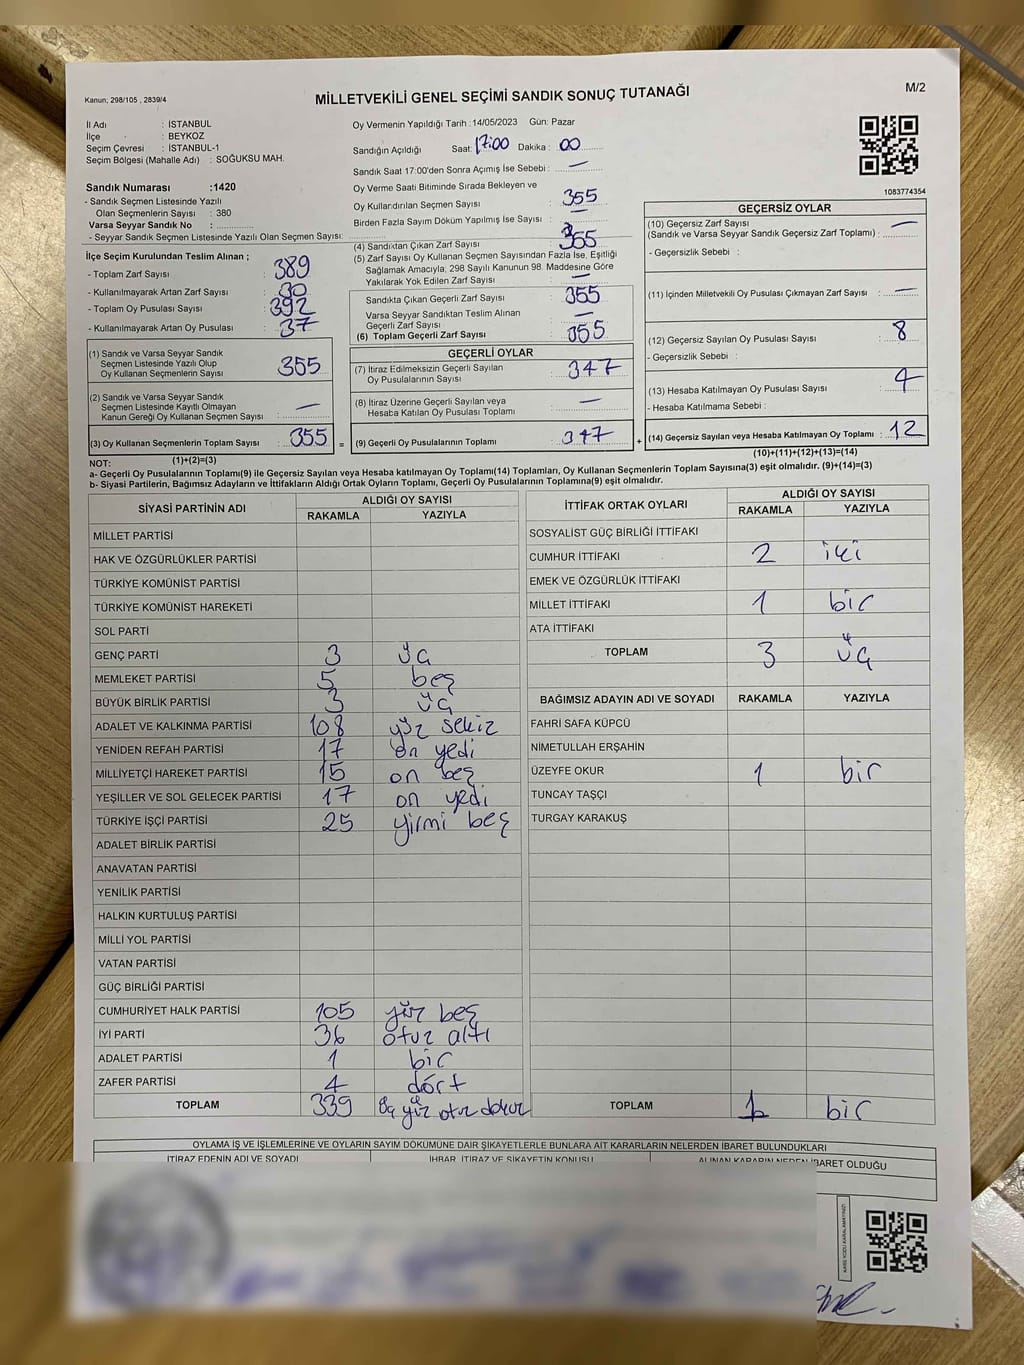 Kanun; 298/105 , 2839/4
MİLLETVEKİLİ GENEL SEÇİMİ SANDIK SONUÇ TUTANAĞI
M/2
İl Adı : İSTANBUL
İlçe : BEYKOZ
Seçim Çevresi : İSTANBUL-1
Seçim Bölgesi (Mahalle Adı) : SOĞUKSU MAH.
Sandık Numarası :1420
- Sandık Seçmen Listesinde Yazılı
Olan Seçmenlerin Sayısı : 380
Varsa Seyyar Sandık No :
- Seyyar Sandık Seçmen Listesinde Yazılı Olan Seçmen Sayısı:
İlçe Seçim Kurulundan Teslim Alınan ;
- Toplam Zarf Sayısı : 389
- Kullanılmayarak Artan Zarf Sayısı : 30
- Toplam Oy Pusulası Sayısı : 392
- Kullanılmayarak Artan Oy Pusulası : 37
(1) Sandık ve Varsa Seyyar Sandık
Seçmen Listesinde Yazılı Olup
Oy Kullanan Seçmenlerin Sayısı : 355
(2) Sandık ve Varsa Seyyar Sandık
Seçmen Listesinde Kayıtlı Olmayan
Kanun Gereği Oy Kullanan Seçmen Sayısı : —
(3) Oy Kullanan Seçmenlerin Toplam Sayısı : 355 =
(1)+(2)=(3)
Oy Vermenin Yapıldığı Tarih :14/05/2023 Gün: Pazar
Sandığın Açıldığı Saat: 17:00 Dakika : 00
Sandık Saat 17:00'den Sonra Açımış İse Sebebi : —
Oy Verme Saati Bitiminde Sırada Bekleyen ve
Oy Kullandırılan Seçmen Sayısı : 355
Birden Fazla Sayım Döküm Yapılmış İse Sayısı : —
(4) Sandıktan Çıkan Zarf Sayısı : 355
(5) Zarf Sayısı Oy Kullanan Seçmen Sayısından Fazla İse, Eşitliği
Sağlamak Amacıyla; 298 Sayılı Kanunun 98. Maddesine Göre
Yakılarak Yok Edilen Zarf Sayısı : —
Sandıkta Çıkan Geçerli Zarf Sayısı : 355
Varsa Seyyar Sandıktan Teslim Alınan
Geçerli Zarf Sayısı : —
(6) Toplam Geçerli Zarf Sayısı : 355
GEÇERLİ OYLAR
(7) İtiraz Edilmeksizin Geçerli Sayılan
Oy Pusulalarının Sayısı : 347
(8) İtiraz Üzerine Geçerli Sayılan veya
Hesaba Katılan Oy Pusulası Toplamı : —
(9) Geçerli Oy Pusulalarının Toplamı : 347 +
1083774354
GEÇERSİZ OYLAR
(10) Geçersiz Zarf Sayısı
(Sandık ve Varsa Seyyar Sandık Geçersiz Zarf Toplamı) : —
- Geçersizlik Sebebi :
(11) İçinden Milletvekili Oy Pusulası Çıkmayan Zarf Sayısı : —
(12) Geçersiz Sayılan Oy Pusulası Sayısı : 8
- Geçersizlik Sebebi :
(13) Hesaba Katılmayan Oy Pusulası Sayısı : 4
- Hesaba Katılmama Sebebi :
(14) Geçersiz Sayılan veya Hesaba Katılmayan Oy Toplamı : 12
(10)+(11)+(12)+(13)=(14)
NOT:
a- Geçerli Oy Pusulalarının Toplamı(9) ile Geçersiz Sayılan veya Hesaba katılmayan Oy Toplamı(14) Toplamları, Oy Kullanan Seçmenlerin Toplam Sayısına(3) eşit olmalıdır. (9)+(14)=(3)
b- Siyasi Partilerin, Bağımsız Adayların ve İttifakların Aldığı Ortak Oyların Toplamı, Geçerli Oy Pusulalarının Toplamına(9) eşit olmalıdır.
SİYASİ PARTİNİN ADI ALDIĞI OY SAYISI
RAKAMLA YAZIYLA
MİLLET PARTİSİ
HAK VE ÖZGÜRLÜKLER PARTİSİ
TÜRKİYE KOMÜNİST PARTİSİ
TÜRKİYE KOMÜNİST HAREKETİ
SOL PARTİ
GENÇ PARTİ 3 üç
MEMLEKET PARTİSİ 5 beş
BÜYÜK BİRLİK PARTİSİ 3 üç
ADALET VE KALKINMA PARTİSİ 108 yüz sekiz
YENİDEN REFAH PARTİSİ 17 on yedi
MİLLİYETÇİ HAREKET PARTİSİ 15 on beş
YEŞİLLER VE SOL GELECEK PARTİSİ 17 on yedi
TÜRKİYE İŞÇİ PARTİSİ 25 yirmi beş
ADALET BİRLİK PARTİSİ
ANAVATAN PARTİSİ
YENİLİK PARTİSİ
HALKIN KURTULUŞ PARTİSİ
MİLLİ YOL PARTİSİ
VATAN PARTİSİ
GÜÇ BİRLİĞİ PARTİSİ
CUMHURİYET HALK PARTİSİ 105 yüz beş
İYİ PARTİ 36 otuz altı
ADALET PARTİSİ 1 bir
ZAFER PARTİSİ 4 dört
TOPLAM 339 üç yüz otuz dokuz
İTTİFAK ORTAK OYLARI ALDIĞI OY SAYISI
RAKAMLA YAZIYLA
SOSYALİST GÜÇ BİRLİĞİ İTTİFAKI
CUMHUR İTTİFAKI 2 iki
EMEK VE ÖZGÜRLÜK İTTİFAKI
MİLLET İTTİFAKI 1 bir
ATA İTTİFAKI
TOPLAM 3 üç
BAĞIMSIZ ADAYIN ADI VE SOYADI RAKAMLA YAZIYLA
FAHRİ SAFA KÜPCÜ
NİMETULLAH ERŞAHİN
ÜZEYFE OKUR 1 bir
TUNCAY TAŞÇI
TURGAY KARAKUŞ
TOPLAM 1 bir
OYLAMA İŞ VE İŞLEMLERİNE VE OYLARIN SAYIM DÖKÜMÜNE DAİR ŞİKAYETLERLE BUNLARA AİT KARARLARIN NELERDEN İBARET BULUNDUKLARI
İTİRAZ EDENİN ADI VE SOYADI İHBAR, İTİRAZ VE ŞİKAYETİN KONUSU ALINAN KARARIN NEDEN İBARET OLDUĞU
KARE KODU KARALAMAYINIZ!